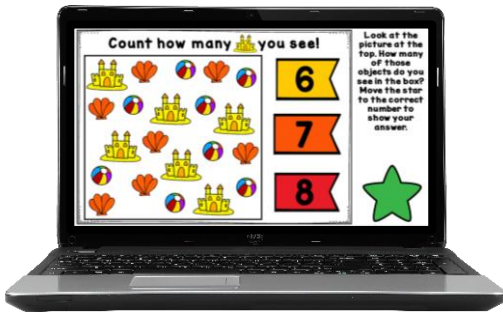 Count how many you see!
6
7
8
Look at the
picture at the
top. How many
of those
objects do you
see in the box?
Move the star
to the correct
number to
show your
answer.